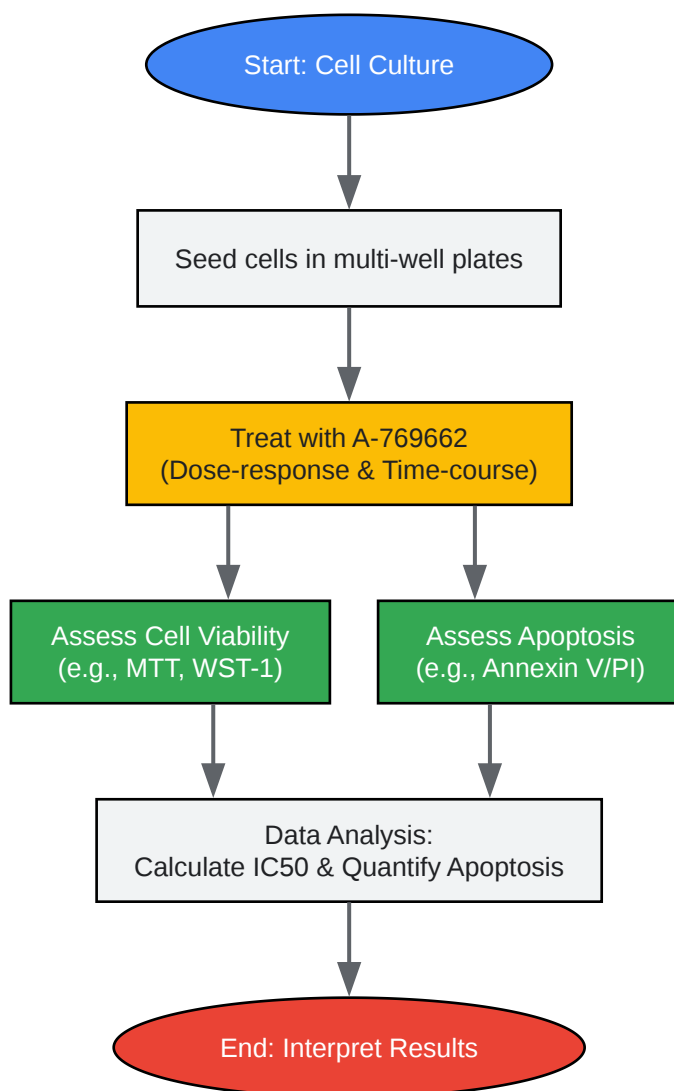 Start: Cell Culture
Seed cells in multi-well plates
Treat with A-769662
(Dose-response & Time-course)
Assess Cell Viability
(e.g., MTT, WST-1)
Assess Apoptosis
(e.g., Annexin V/PI)
Data Analysis:
Calculate IC50 & Quantify Apoptosis
End: Interpret Results